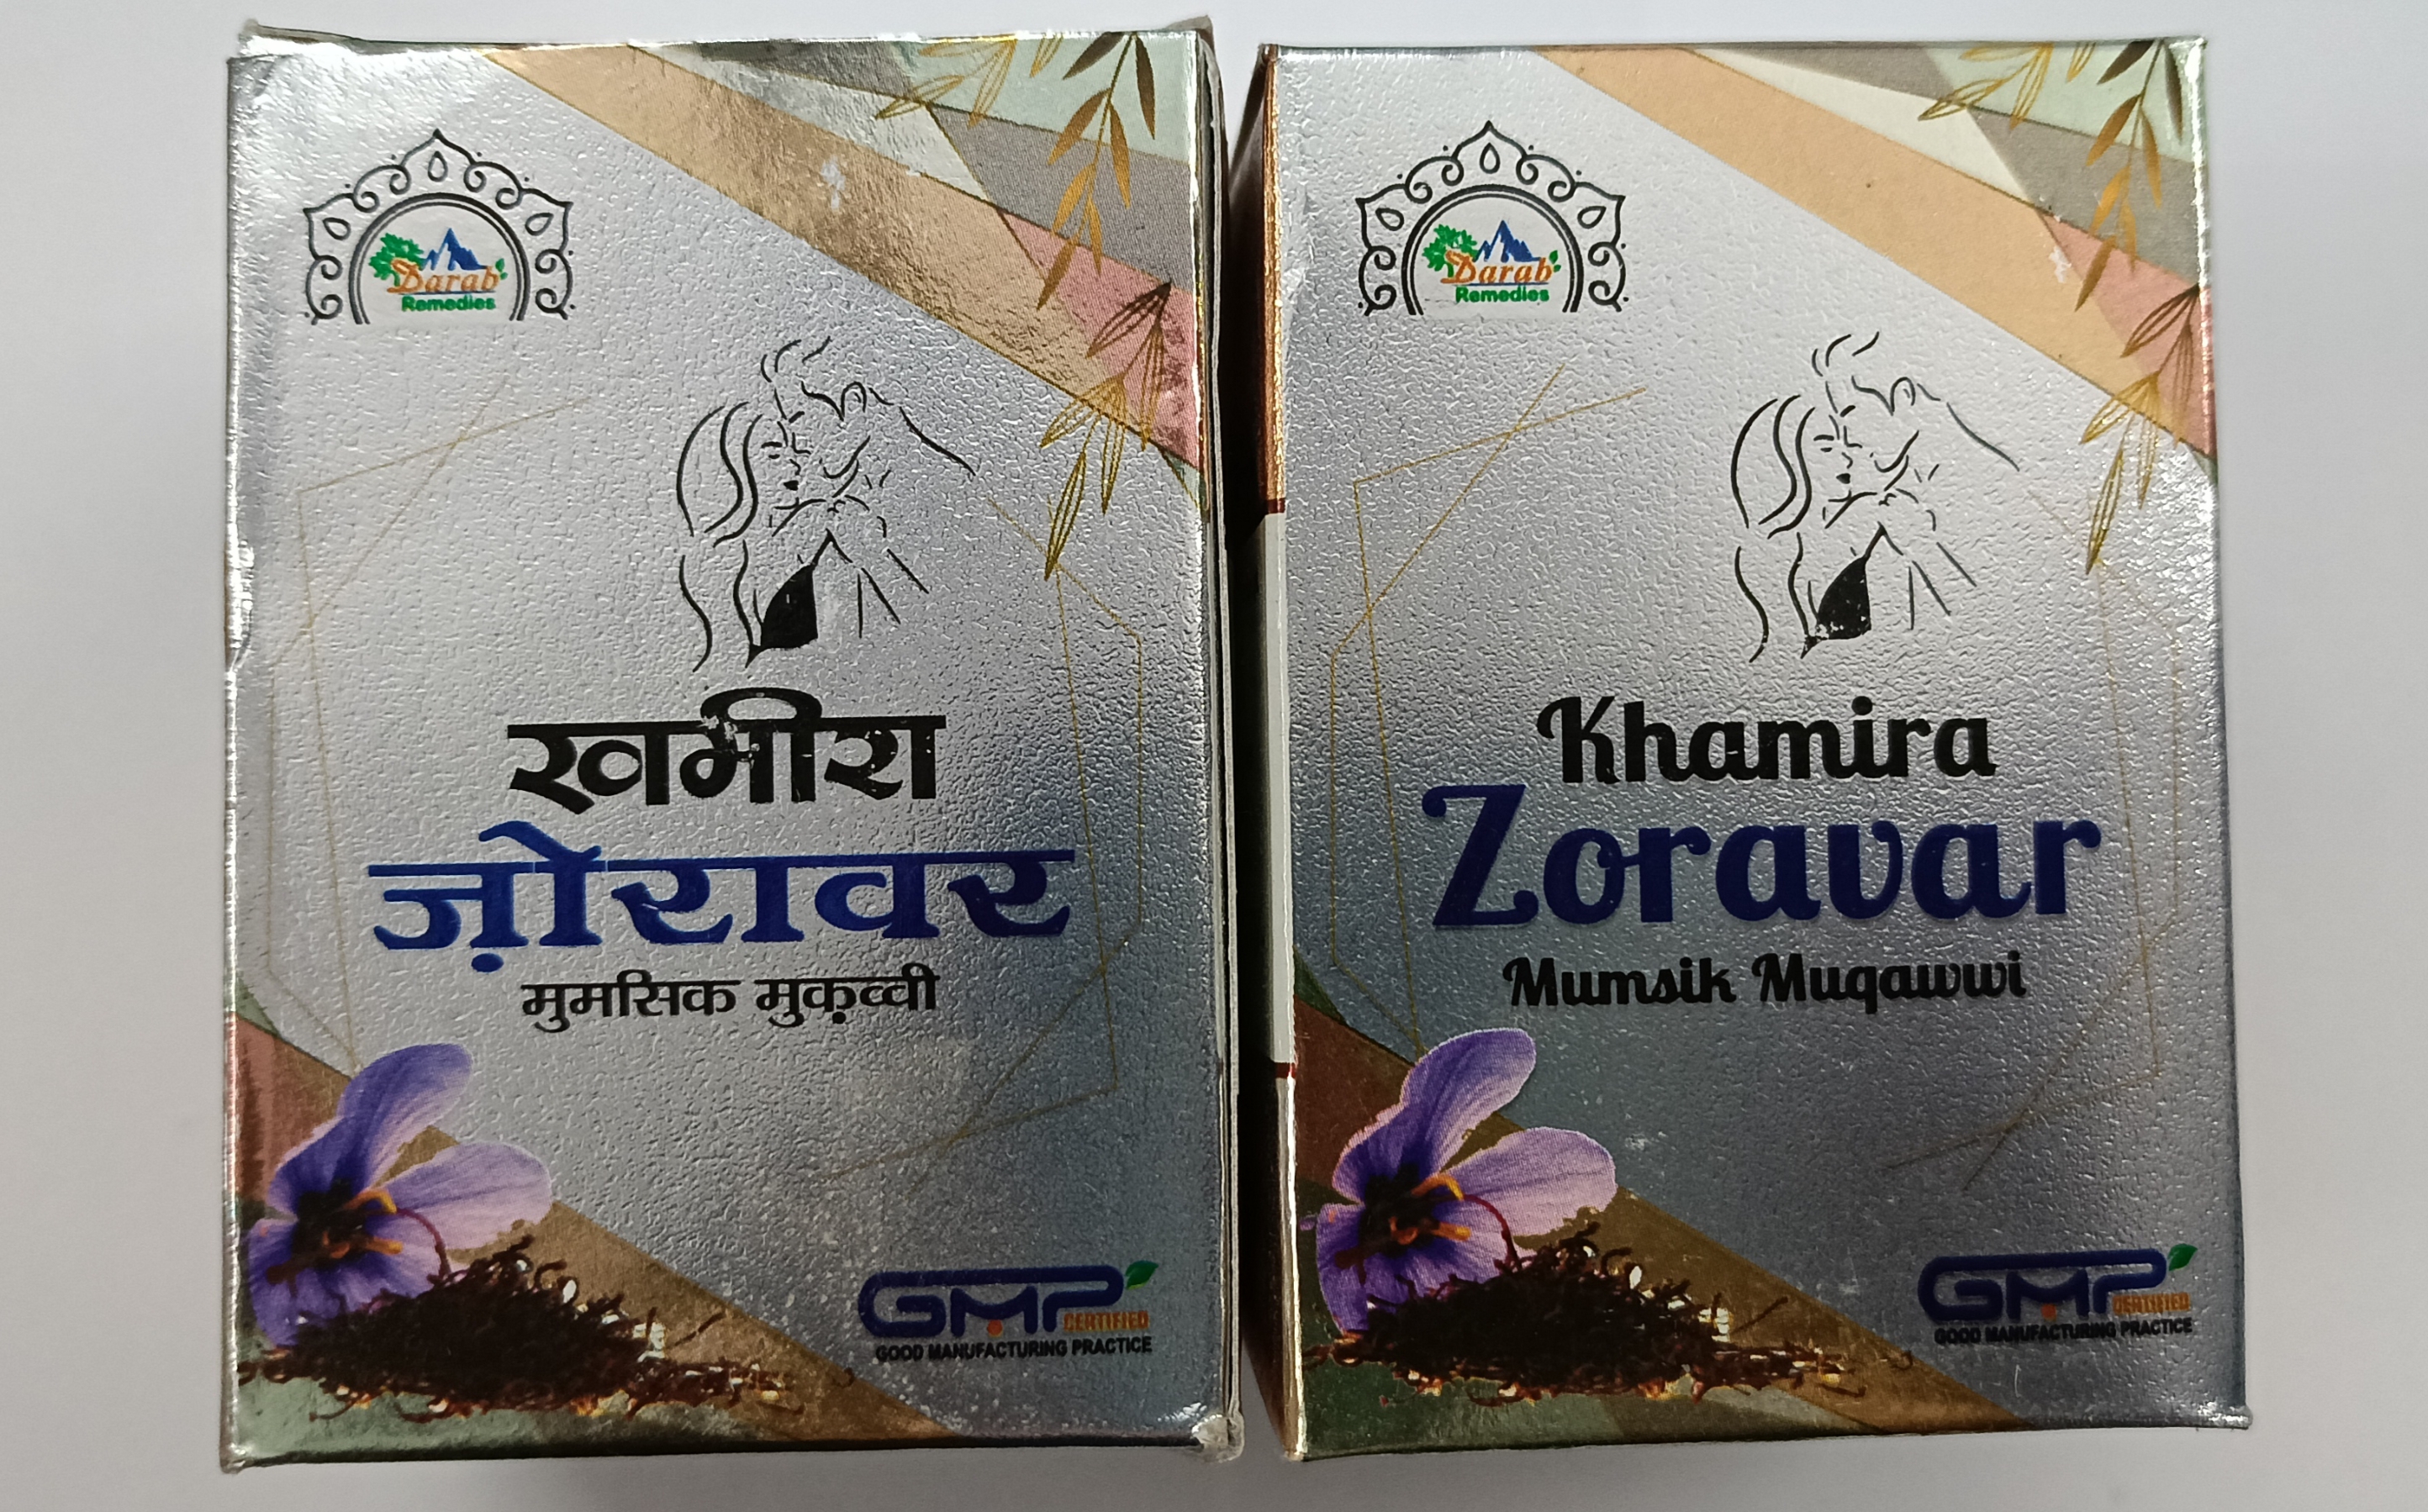 Darab
Remedies
खमीरा
ज़ोरावर
मुमसिक मुक़व्वी
GMP
CERTIFIED
GOOD MANUFACTURING PRACTICE
Darab
Remedies
Khamira
Zoravar
Mumsik Muqawwi
GMP
CERTIFIED
GOOD MANUFACTURING PRACTICE